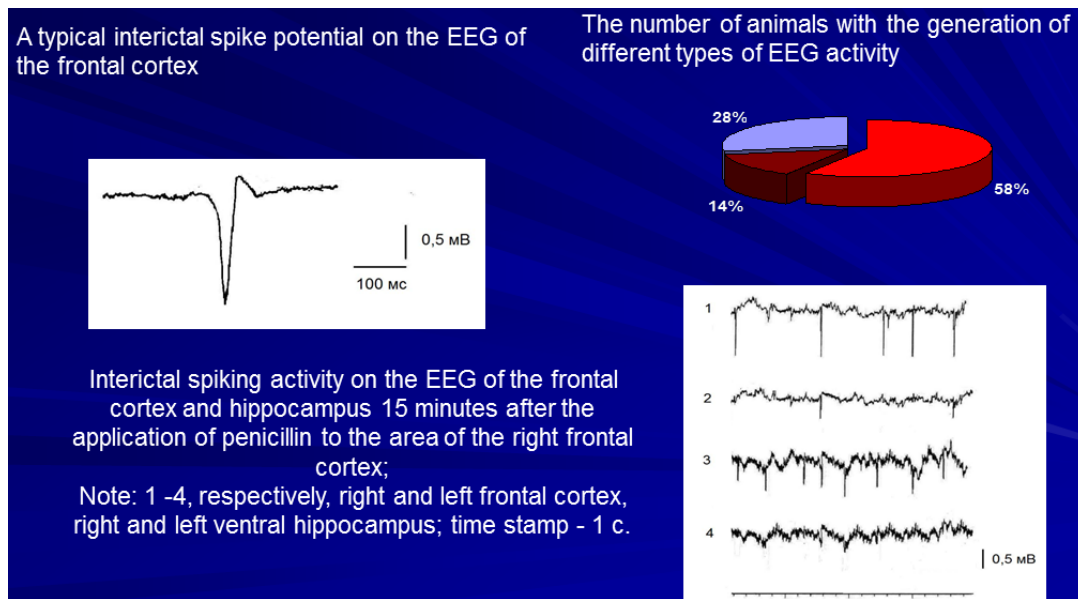 A typical interictal spike potential on the EEG of
the frontal cortex
The number of animals with the generation of
different types of EEG activity
28%
14%
58%
0,5 мВ
100 мс
Interictal spiking activity on the EEG of the frontal
cortex and hippocampus 15 minutes after the
application of penicillin to the area of the right frontal
cortex;
Note: 1 -4, respectively, right and left frontal cortex,
right and left ventral hippocampus; time stamp - 1 c.
1
2
3
4
0,5 мВ